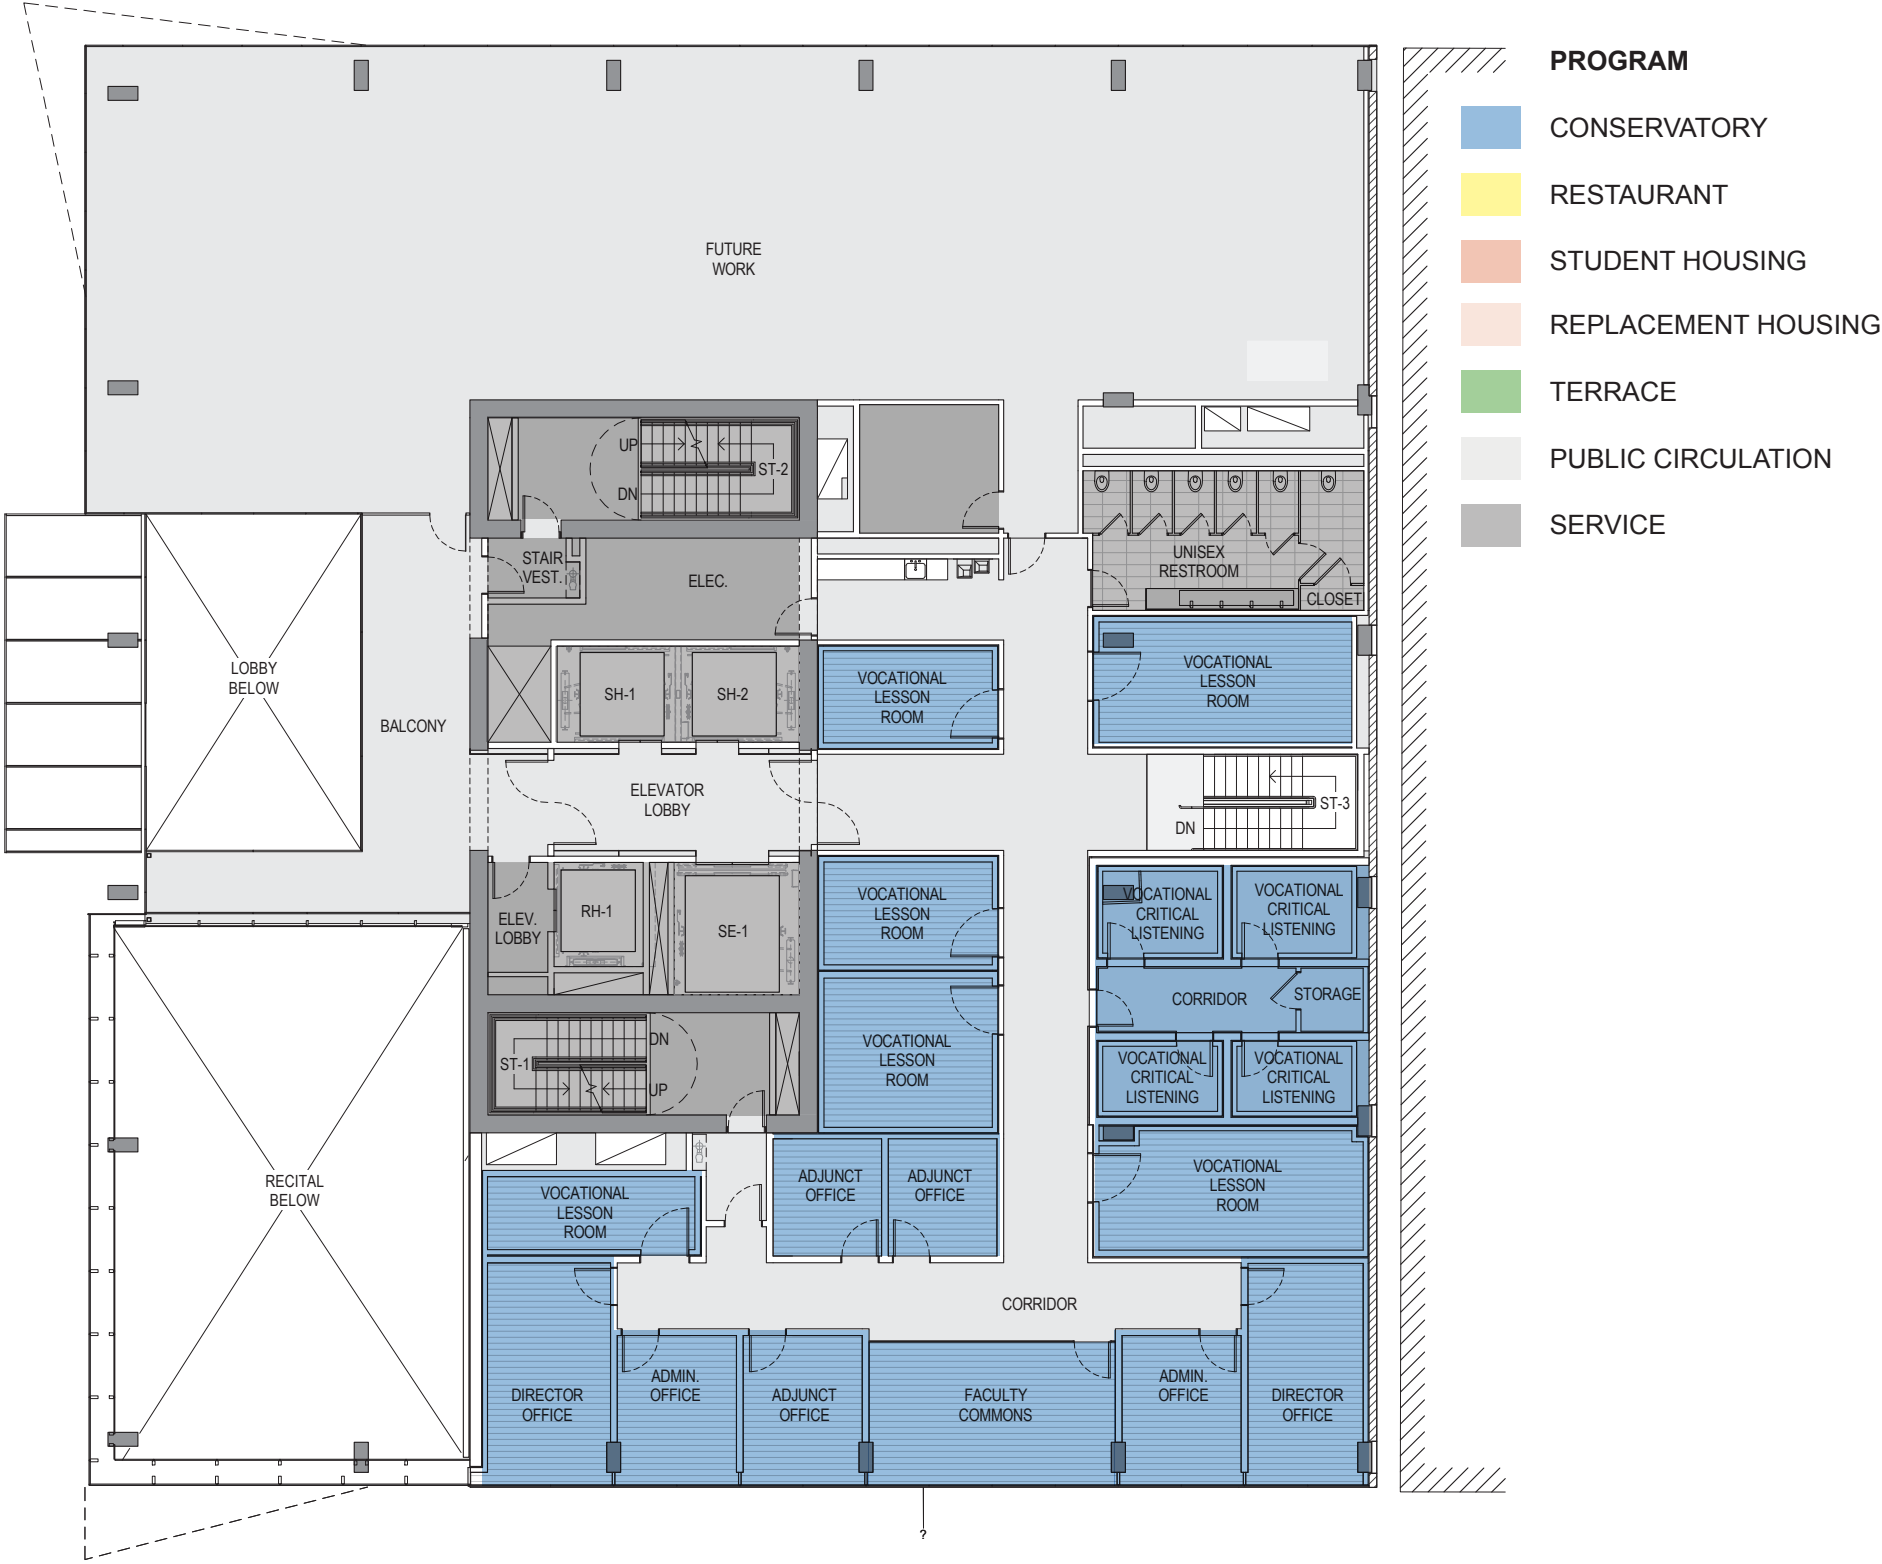 PROGRAM
CONSERVATORY
RESTAURANT
STUDENT HOUSING
REPLACEMENT HOUSING
TERRACE
PUBLIC CIRCULATION
SERVICE
FUTURE
WORK
UP
ST-2
DN
STAIR
VEST.
ELEC.
UNISEX
RESTROOM
CLOSET
LOBBY
BELOW
BALCONY
SH-1
SH-2
VOCATIONAL
LESSON
ROOM
VOCATIONAL
LESSON
ROOM
ELEVATOR
LOBBY
ST-3
DN
ELEV.
LOBBY
RH-1
SE-1
VOCATIONAL
LESSON
ROOM
VOCATIONAL
CRITICAL
LISTENING
VOCATIONAL
CRITICAL
LISTENING
CORRIDOR
STORAGE
ST-1
DN
UP
VOCATIONAL
LESSON
ROOM
VOCATIONAL
CRITICAL
LISTENING
VOCATIONAL
CRITICAL
LISTENING
RECITAL
BELOW
VOCATIONAL
LESSON
ROOM
ADJUNCT
OFFICE
ADJUNCT
OFFICE
VOCATIONAL
LESSON
ROOM
CORRIDOR
DIRECTOR
OFFICE
ADMIN.
OFFICE
ADJUNCT
OFFICE
FACULTY
COMMONS
ADMIN.
OFFICE
DIRECTOR
OFFICE
?